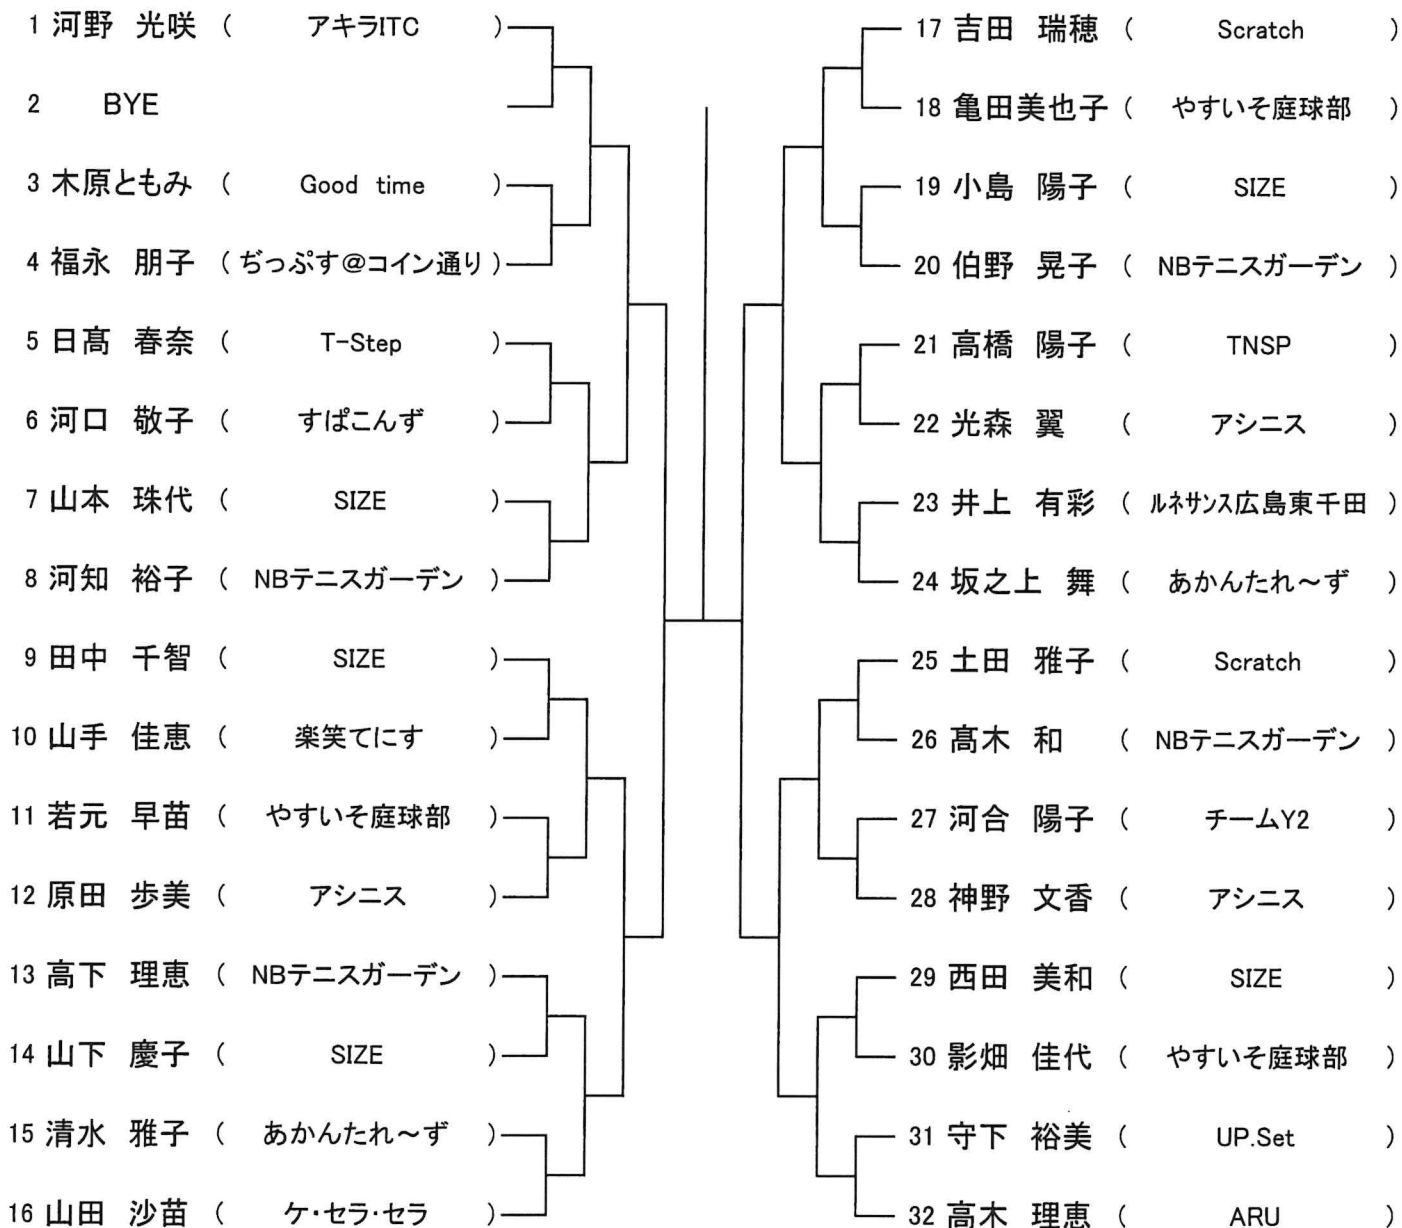 1 河野 光咲 ( アキラITC )
2 BYE
3 木原ともみ ( Good time )
4 福永 朋子 ( ぢっぷす@コイン通り )
5 日髙 春奈 ( T-Step )
6 河口 敬子 ( すぱこんず )
7 山本 珠代 ( SIZE )
8 河知 裕子 ( NBテニスガーデン )
9 田中 千智 ( SIZE )
10 山手 佳恵 ( 楽笑てにす )
11 若元 早苗 ( やすいそ庭球部 )
12 原田 歩美 ( アシニス )
13 高下 理恵 ( NBテニスガーデン )
14 山下 慶子 ( SIZE )
15 清水 雅子 ( あかんたれ～ず )
16 山田 沙苗 ( ケ・セラ・セラ )
17 吉田 瑞穂 ( Scratch )
18 亀田美也子 ( やすいそ庭球部 )
19 小島 陽子 ( SIZE )
20 伯野 晃子 ( NBテニスガーデン )
21 高橋 陽子 ( TNSP )
22 光森 翼 ( アシニス )
23 井上 有彩 ( ルネサンス広島東千田 )
24 坂之上 舞 ( あかんたれ～ず )
25 土田 雅子 ( Scratch )
26 髙木 和 ( NBテニスガーデン )
27 河合 陽子 ( チームY2 )
28 神野 文香 ( アシニス )
29 西田 美和 ( SIZE )
30 影畑 佳代 ( やすいそ庭球部 )
31 守下 裕美 ( UP.Set )
32 高木 理恵 ( ARU )